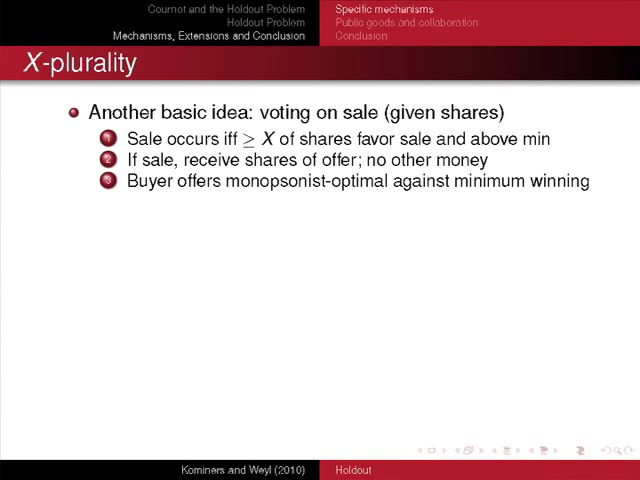 Cournot and the Holdout Problem
Holdout Problem
Mechanisms, Extensions and Conclusion
Specific mechanisms
Public goods and collaboration
Conclusion
X-plurality
Another basic idea: voting on sale (given shares)
1 Sale occurs iff ≥ X of shares favor sale and above min
2 If sale, receive shares of offer; no other money
3 Buyer offers monopsonist-optimal against minimum winning
Kominers and Weyl (2010)
Holdout